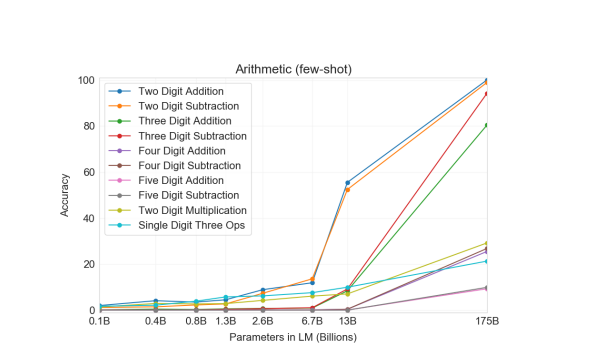 Arithmetic (few-shot)
100
80
60
40
20
0
Accuracy
Two Digit Addition
Two Digit Subtraction
Three Digit Addition
Three Digit Subtraction
Four Digit Addition
Four Digit Subtraction
Five Digit Addition
Five Digit Subtraction
Two Digit Multiplication
Single Digit Three Ops
0.1B 0.4B 0.8B 1.3B 2.6B 6.7B 13B 175B
Parameters in LM (Billions)